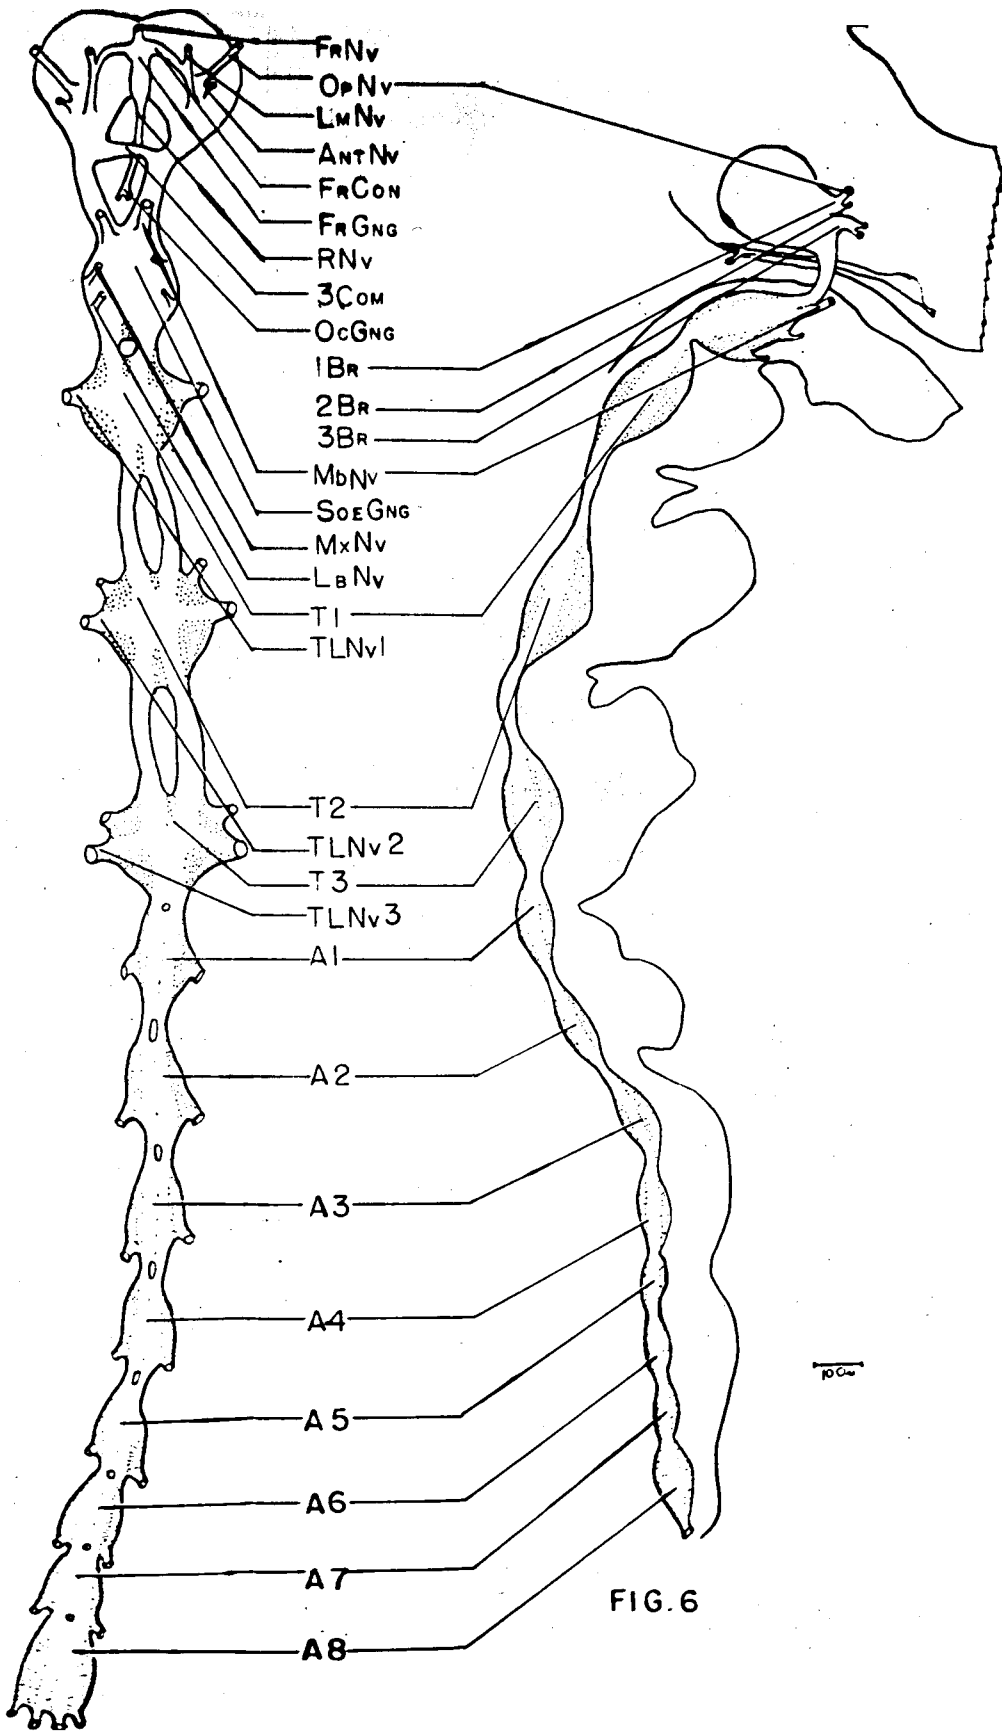 FRNV
OPNV
LMNV
ANTNV
FRCON
FRGNG
RNV
3COM
OCGNG
1BR
2BR
3BR
MDNV
SOEGNG
MXNV
LBNV
T1
TLNV1
T2
TLNV2
T3
TLNV3
A1
A2
A3
A4
A5
A6
A7
A8
FIG.6